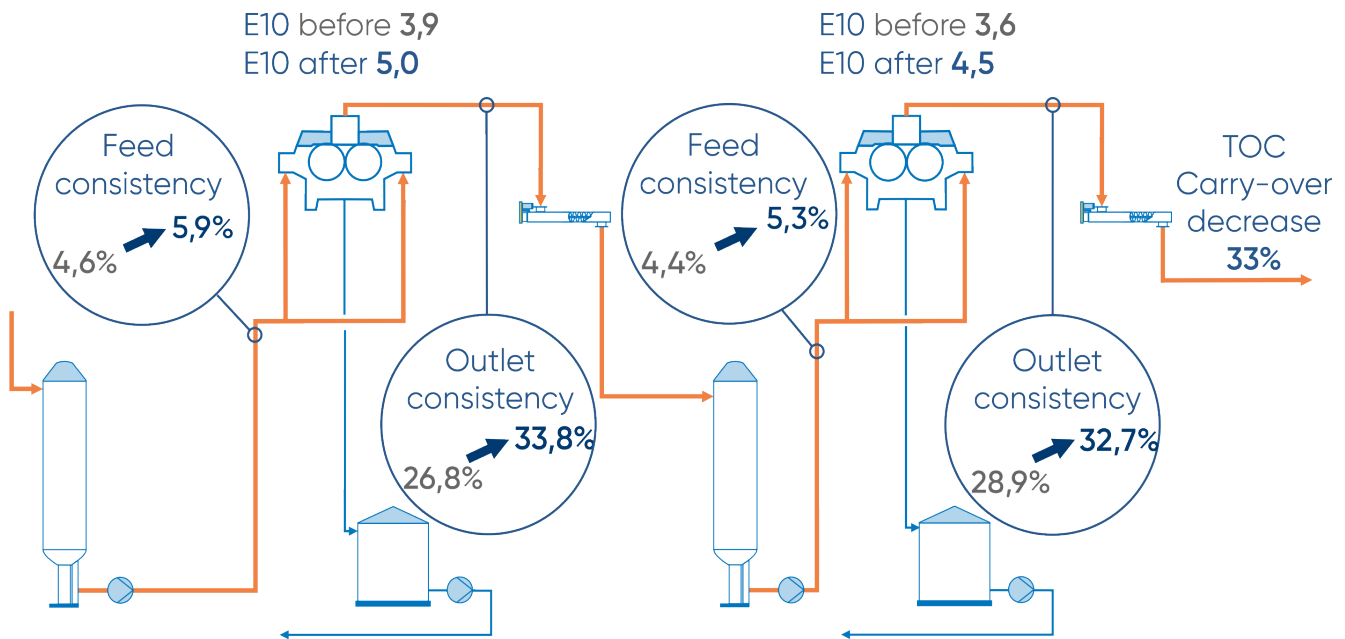 E10 before 3,9
E10 after 5,0
E10 before 3,6
E10 after 4,5
Feed
consistency
5,9%
4,6%
Outlet
consistency
33,8%
26,8%
Feed
consistency
5,3%
4,4%
Outlet
consistency
32,7%
28,9%
TOC
Carry-over
decrease
33%